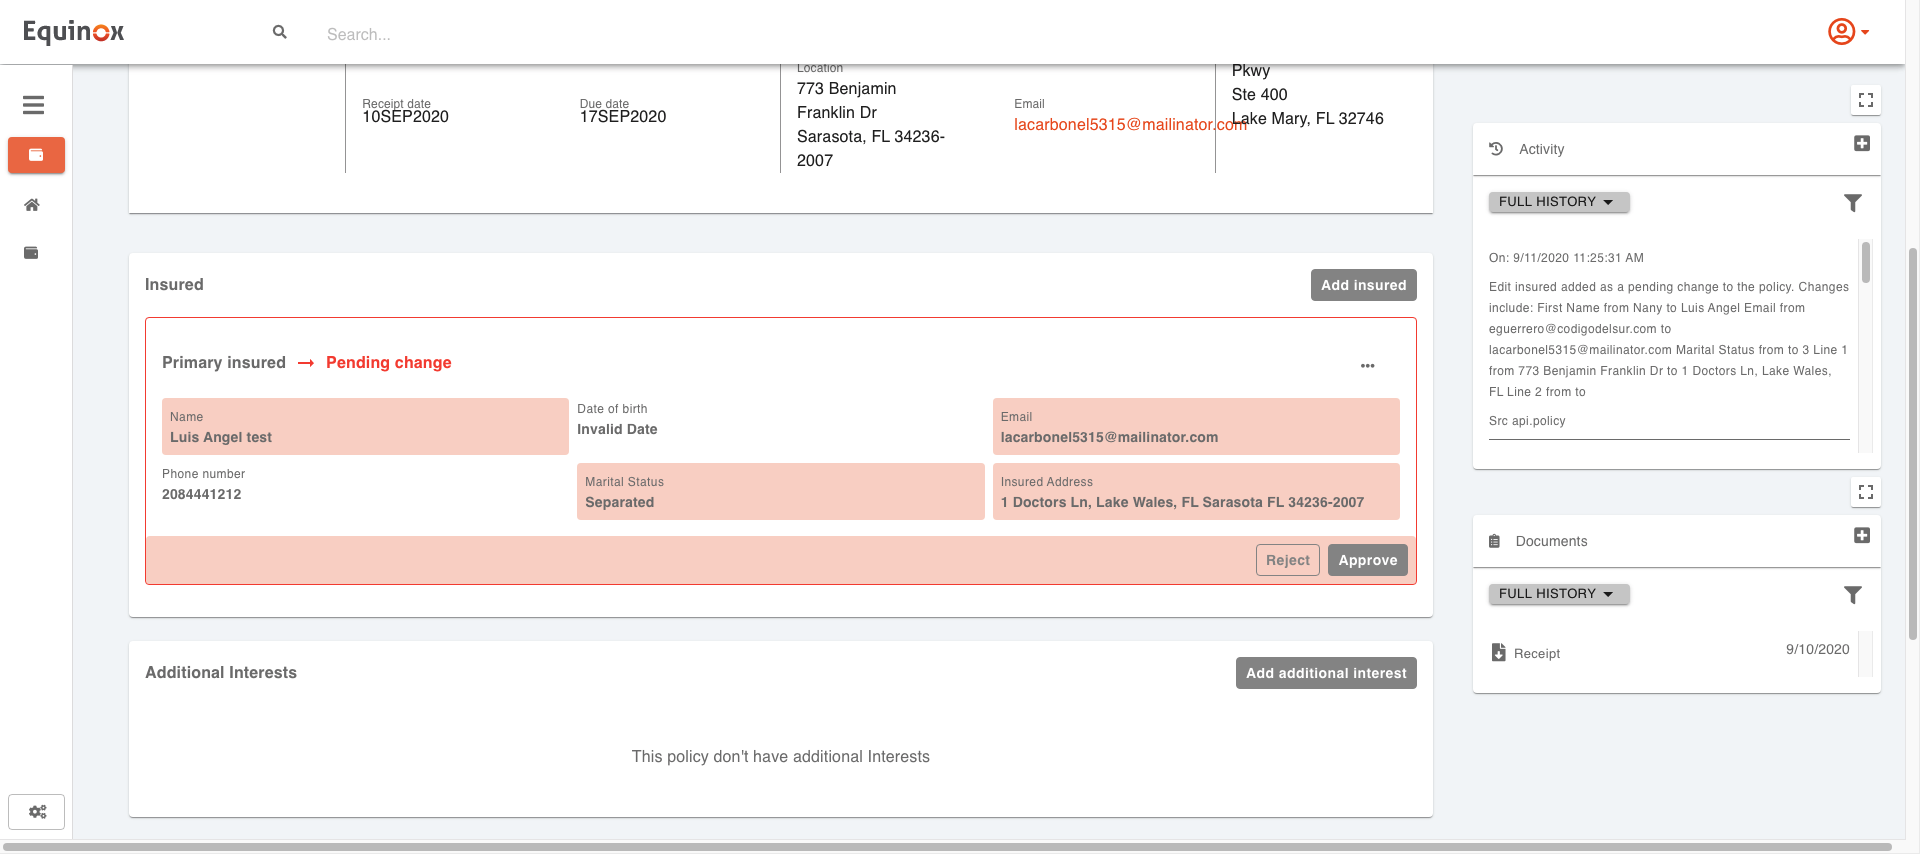 Equinox
Search...
Receipt date
10SEP2020
Due date
17SEP2020
Location
773 Benjamin
Franklin Dr
Sarasota, FL 34236-
2007
Email
lacarbonel5315@mailinator.com
Pkwy
Ste 400
Lake Mary, FL 32746
Insured
Add insured
Primary insured → Pending change
•••
Name
Luis Angel test
Date of birth
Invalid Date
Email
lacarbonel5315@mailinator.com
Phone number
2084441212
Marital Status
Separated
Insured Address
1 Doctors Ln, Lake Wales, FL Sarasota FL 34236-2007
Reject
Approve
Additional Interests
Add additional interest
This policy don't have additional Interests
Activity
FULL HISTORY
On: 9/11/2020 11:25:31 AM
Edit insured added as a pending change to the policy. Changes
include: First Name from Nany to Luis Angel Email from
eguerrero@codigodelsur.com to
lacarbonel5315@mailinator.com Marital Status from to 3 Line 1
from 773 Benjamin Franklin Dr to 1 Doctors Ln, Lake Wales,
FL Line 2 from to
Src api.policy
Documents
FULL HISTORY
Receipt
9/10/2020